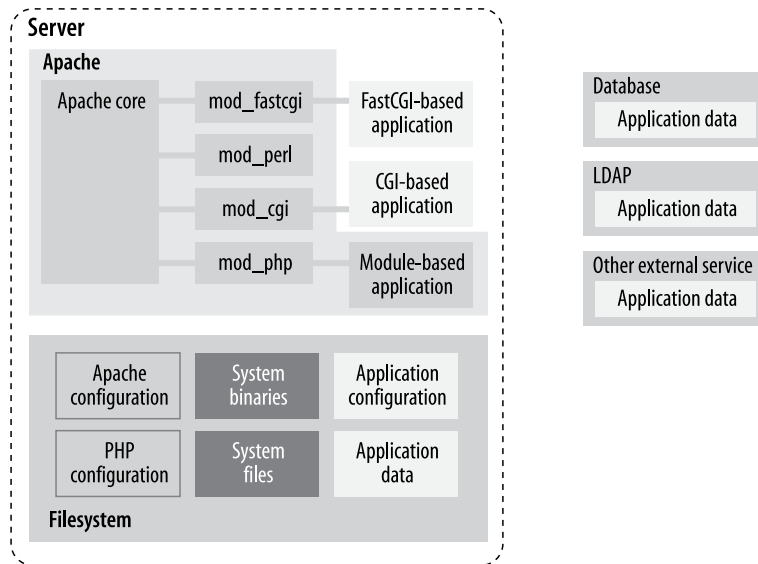 Server
Apache
Apache core
mod_fastcgi
FastCGI-based
application
mod_perl
CGI-based
application
mod_cgi
mod_php
Module-based
application
Apache
configuration
System
binaries
Application
configuration
PHP
configuration
System
files
Application
data
Filesystem
Database
Application data
LDAP
Application data
Other external service
Application data